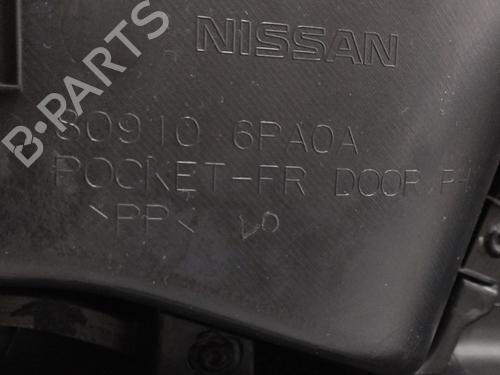 NISSAN
B-PARTS
80910 6PA0A
POCKET-FR DOOR RH
>PP<